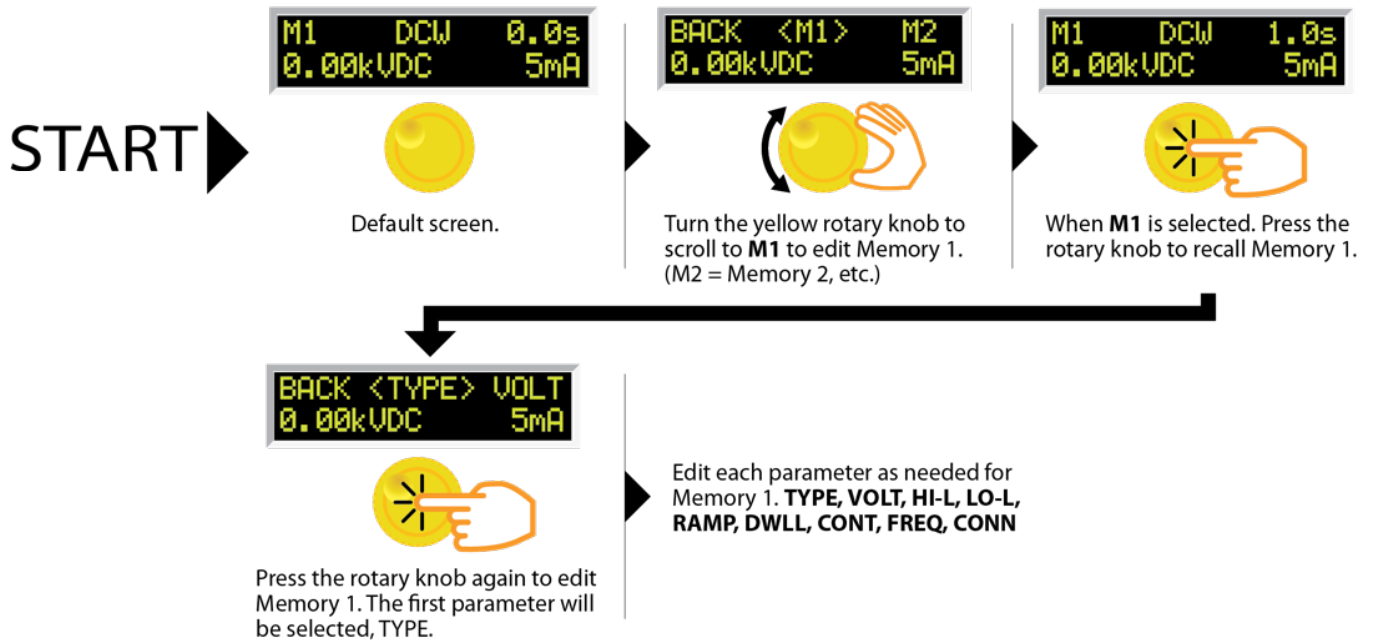 START
M1 DCW 0.0s
0.00kVDC 5mA
Default screen.
BACK <M1> M2
0.00kVDC 5mA
Turn the yellow rotary knob to
scroll to M1 to edit Memory 1.
(M2 = Memory 2, etc.)
M1 DCW 1.0s
0.00kVDC 5mA
When M1 is selected. Press the
rotary knob to recall Memory 1.
BACK <TYPE> VOLT
0.00kVDC 5mA
Press the rotary knob again to edit
Memory 1. The first parameter will
be selected, TYPE.
Edit each parameter as needed for
Memory 1. TYPE, VOLT, HI-L, LO-L,
RAMP, DWLL, CONT, FREQ, CONN